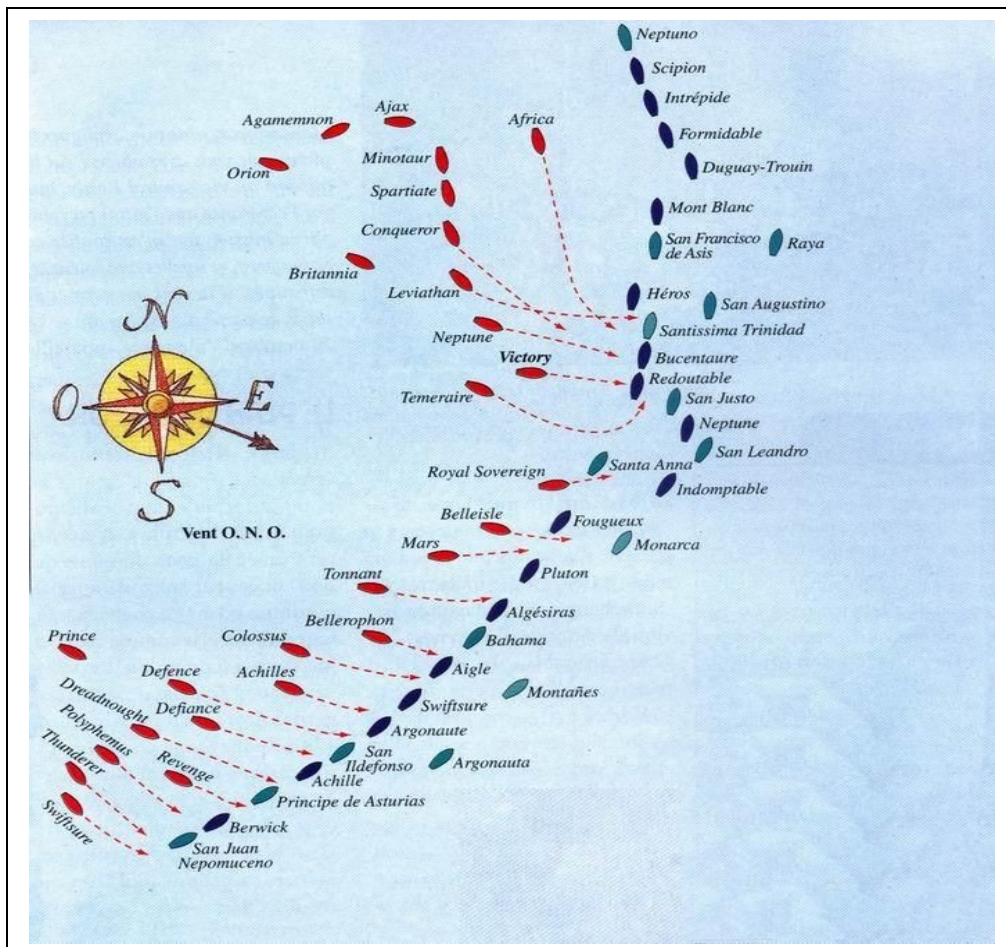 Neptuno
Scipion
Intrépide
Formidable
Duguay-Trouin
Mont Blanc
San Francisco
de Asis
Raya
Héros
San Augustino
Santissima Trinidad
Bucentaure
Redoutable
San Justo
Neptune
San Leandro
Santa Anna
Indomptable
Fougueux
Monarca
Pluton
Algésiras
Bahama
Aigle
Montañes
Swiftsure
Argonaute
San
Ildefonso
Argonauta
Achille
Principe de Asturias
Berwick
San Juan
Nepomuceno
Ajax
Agamemnon
Africa
Orion
Minotaur
Spartiate
Conqueror
Britannia
Leviathan
Neptune
Victory
Temeraire
Royal Sovereign
Belleisle
Mars
Tonnant
Bellerophon
Colossus
Achilles
Prince
Defence
Dreadnought
Defiance
Polyphemus
Thunderer
Revenge
Swiftsure
N
O
E
S
Vent O. N. O.